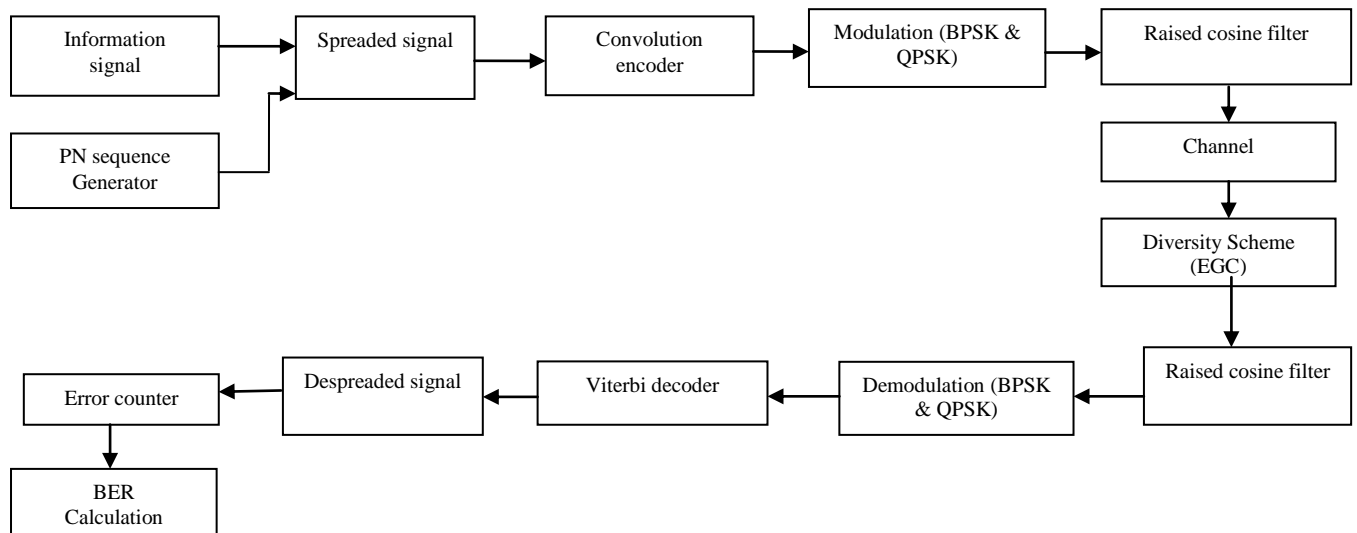 Information
signal
Spreaded signal
Convolution
encoder
Modulation (BPSK &
QPSK)
Raised cosine filter
PN sequence
Generator
Channel
Diversity Scheme
(EGC)
Raised cosine filter
Demodulation (BPSK
& QPSK)
Viterbi decoder
Despreaded signal
Error counter
BER
Calculation